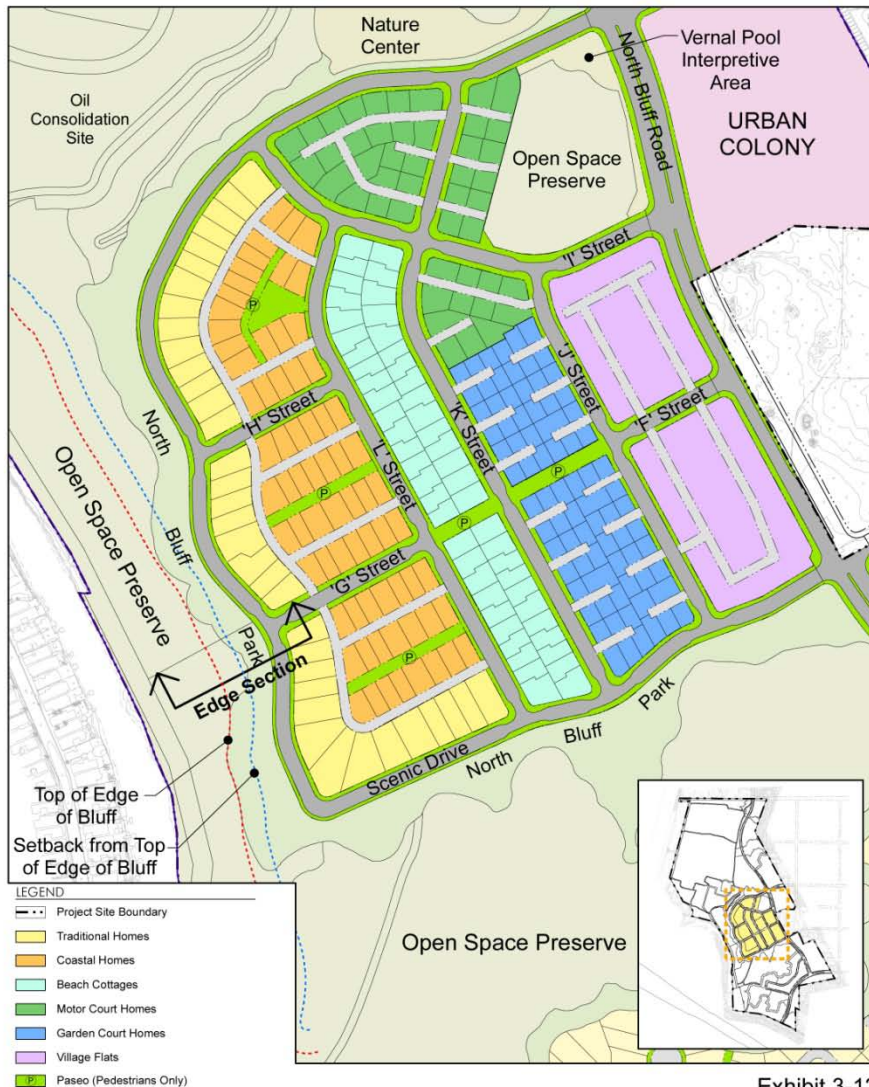 Nature
Center
Vernal Pool
Interpretive
Area
North Bluff Road
Oil
Consolidation
Site
URBAN
COLONY
Open Space
Preserve
'I' Street
'J' Street
'H' Street
'K' Street
'F' Street
'L' Street
North
Bluff
Park
Open Space Preserve
'G' Street
Edge Section
Scenic Drive
North
Bluff
Park
P
P
P
P
P
Top of Edge
of Bluff
Setback from Top
of Edge of Bluff
Open Space Preserve
LEGEND
Project Site Boundary
Traditional Homes
Coastal Homes
Beach Cottages
Motor Court Homes
Garden Court Homes
Village Flats
P Paseo (Pedestrians Only)